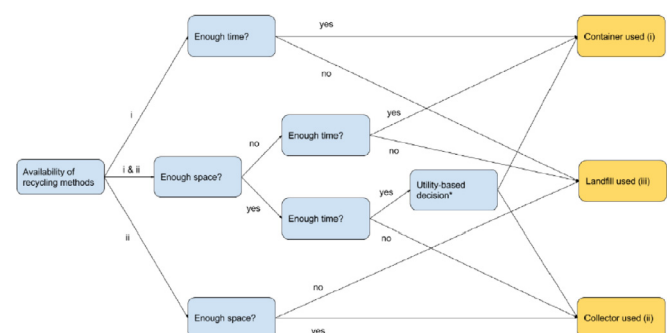 yes
Enough time?
Container used (i)
no
i
Enough time?
yes
no
no
Availability of
recycling methods
i & ii
Enough space?
Utility-based
decision*
Landfill used (iii)
yes
yes
Enough time?
no
ii
no
Enough space?
Collector used (ii)
yes